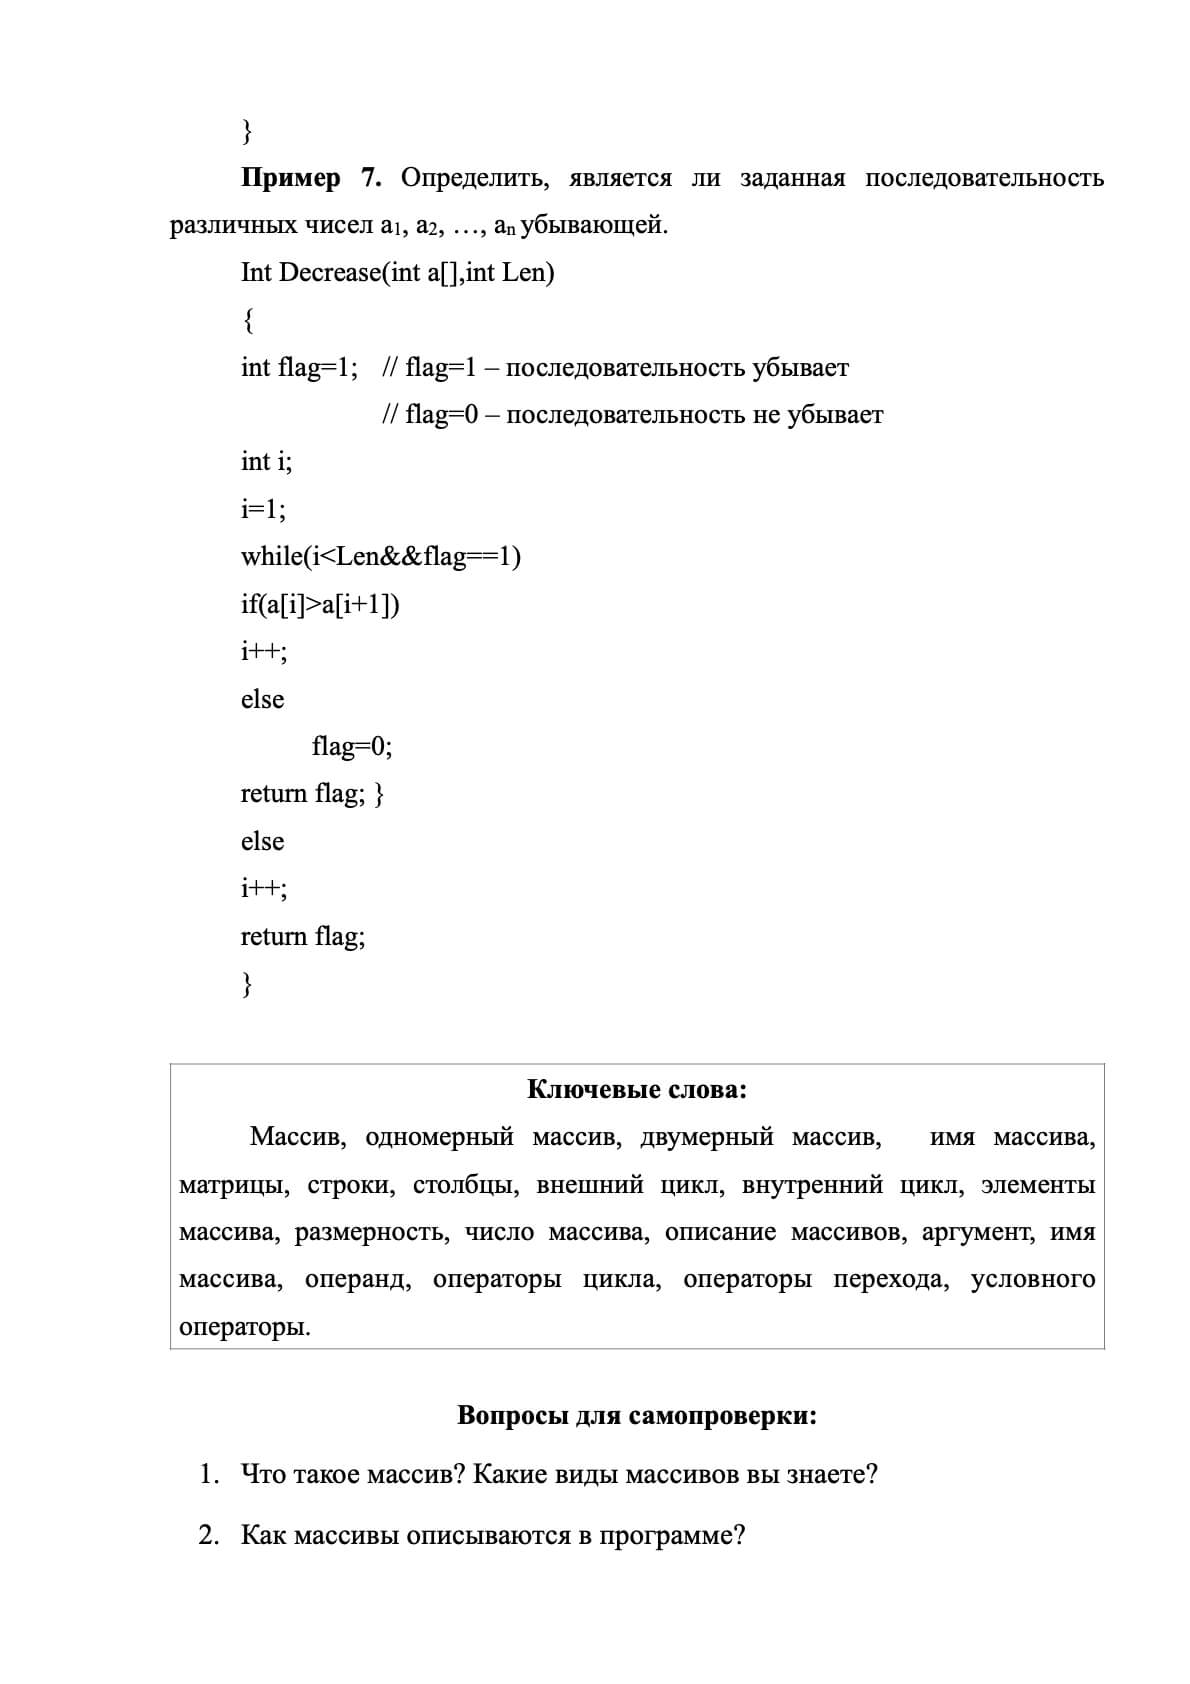 }
Пример 7. Определить, является ли заданная последовательность
различных чисел a1, a2, …, an убывающей.
Int Decrease(int a[],int Len)
{
int flag=1; // flag=1 – последовательность убывает
// flag=0 – последовательность не убывает
int i;
i=1;
while(i<Len&&flag==1)
if(a[i]>a[i+1])
i++;
else
flag=0;
return flag; }
else
i++;
return flag;
}
Ключевые слова:
Массив, одномерный массив, двумерный массив, имя массива,
матрицы, строки, столбцы, внешний цикл, внутренний цикл, элементы
массива, размерность, число массива, описание массивов, аргумент, имя
массива, операнд, операторы цикла, операторы перехода, условного
операторы.
Вопросы для самопроверки:
1. Что такое массив? Какие виды массивов вы знаете?
2. Как массивы описываются в программе?